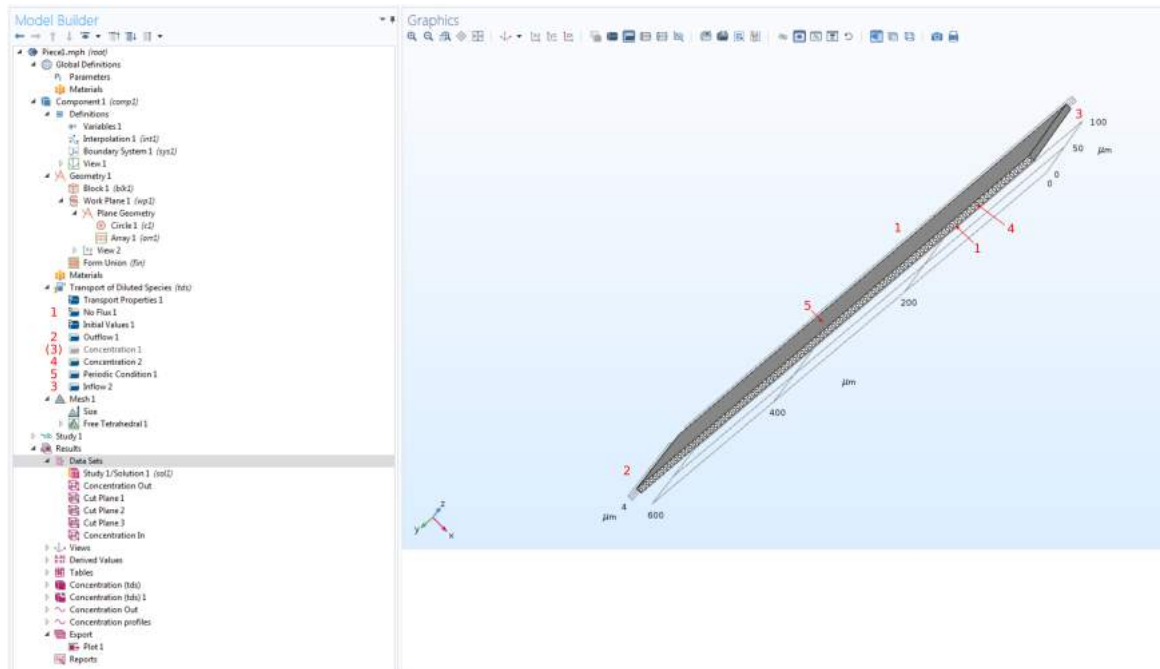 Model Builder
Piece1.mph (root)
Global Definitions
Pi Parameters
Materials
Component 1 (comp1)
Definitions
a= Variables 1
Interpolation 1 (int1)
Boundary System 1 (sys1)
View 1
Geometry 1
Block 1 (blk1)
Work Plane 1 (wp1)
Plane Geometry
Circle 1 (c1)
Array 1 (arr1)
View 2
Form Union (fin)
Materials
Transport of Diluted Species (tds)
Transport Properties 1
1 No Flux 1
Initial Values 1
2 Outflow 1
(3) Concentration 1
4 Concentration 2
5 Periodic Condition 1
3 Inflow 2
Mesh 1
Size
Free Tetrahedral 1
Study 1
Results
Data Sets
Study 1/Solution 1 (sol1)
Concentration Out
Cut Plane 1
Cut Plane 2
Cut Plane 3
Concentration In
Views
Derived Values
Tables
Concentration (tds)
Concentration (tds) 1
Concentration Out
Concentration profiles
Export
Plot 1
Reports
Graphics
3
100
50
µm
0
0
1
4
1
5
200
µm
400
2
4
µm
600
z
y
x